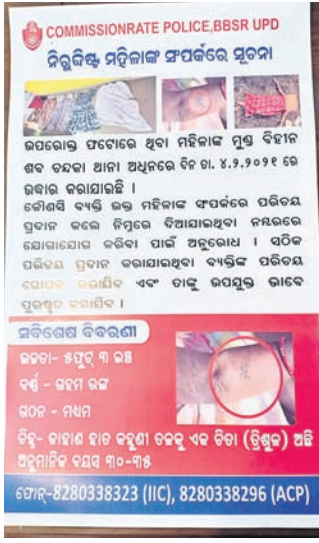 COMMISSIONRATE POLICE,BBSR UPD
ନିରୁଦ୍ଦିଷ୍ଟ ମହିଳାଙ୍କ ସଂପର୍କରେ ସୂଚନା
ଉପରୋକ୍ତ ଫଟୋରେ ଥିବା ମହିଳାଙ୍କ ମୁଣ୍ଡ ବିହୀନ
ଶବ ଚନ୍ଦକା ଥାନା ଅଧିନରେ ଦିନ ତା. ୪.୨.୨୦୨୧ ରେ
ଉଦ୍ଧାର କରାଯାଇଛି ।
କୌଣସି ବ୍ୟକ୍ତି ଉକ୍ତ ମହିଳାଙ୍କ ସଂପର୍କରେ ପରିଚୟ
ପ୍ରଦାନ କଲେ ନିମ୍ନରେ ଦିଆଯାଇଥିବା ନମ୍ବରରେ
ଯୋଗାଯୋଗ କରିବା ପାଇଁ ଅନୁରୋଧ । ସଠିକ
ପରିଚୟ ପ୍ରଦାନ କରାଯାଇଥିବା ବ୍ୟକ୍ତିଙ୍କ ପରିଚୟ
ଗୋପନ ରଖାଯିବ ଏବଂ ତାଙ୍କୁ ଉପଯୁକ୍ତ ଭାବେ
ପୁରଷ୍କୃତ କରାଯିବ ।
ସବିଶେଷ ବିବରଣୀ
ଉଚ୍ଚତା- ୫ଫୁଟ୍ ୩ ଇଞ୍ଚ
ବର୍ଣ୍ଣ - ଗହମ ରଙ୍ଗ
ଗଠନ - ମଧ୍ୟମ
ଚିହ୍ନ- ଡାହାଣ ହାତ କହୁଣୀ ତଳକୁ ଏକ ଚିତା (ତ୍ରିଶୂଳ) ଅଛି
ଅନୁମାନିକ ବୟସ ୩୦-୩୫
ଫୋନ୍-8280338323 (IIC), 8280338296 (ACP)